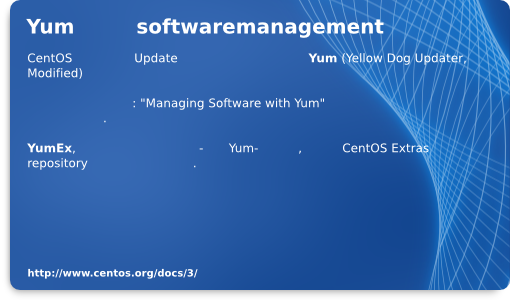 Yum softwaremanagement
CentOS Update Yum (Yellow Dog Updater,
Modified)
: "Managing Software with Yum"
.
YumEx, - Yum- , CentOS Extras
repository .
http://www.centos.org/docs/3/